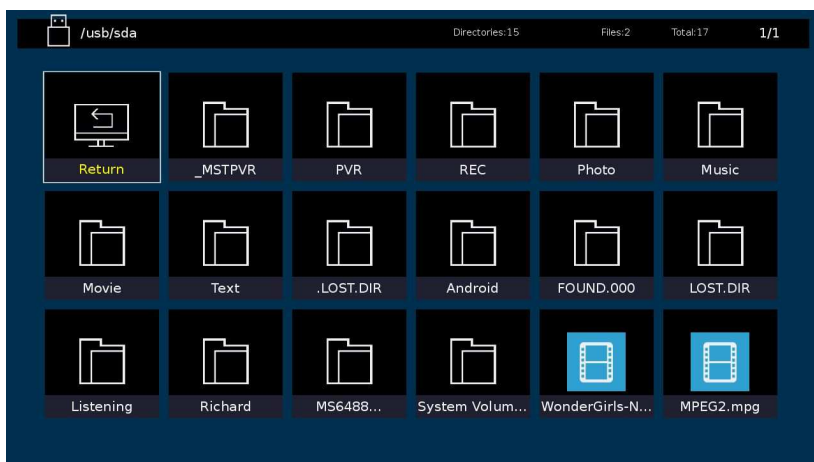 /usb/sda Directories:15 Files:2 Total:17 1/1
Return _MSTPVR PVR REC Photo Music
Movie Text .LOST.DIR Android FOUND.000 LOST.DIR
Listening Richard MS6488... System Volum... WonderGirls-N... MPEG2.mpg